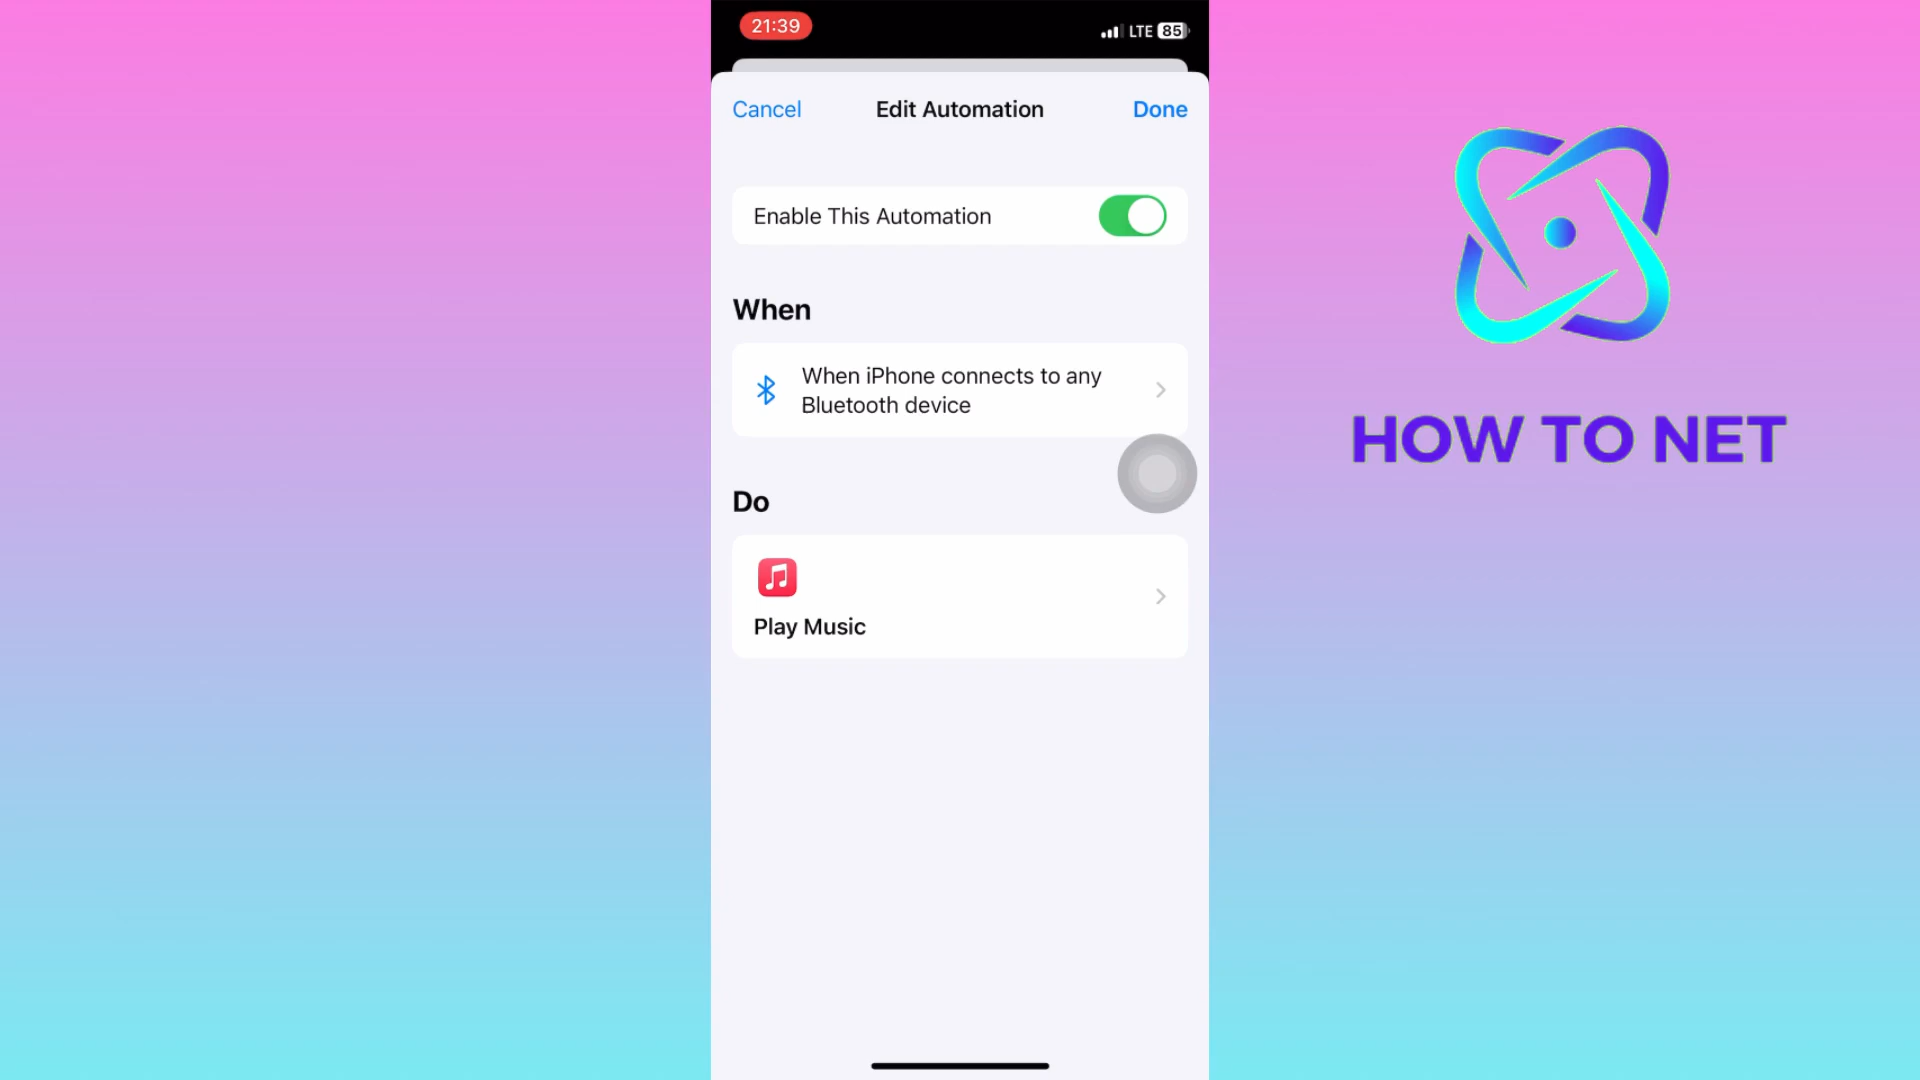 21:39
LTE 85
Cancel
Edit Automation
Done
Enable This Automation
When
When iPhone connects to any
Bluetooth device
Do
Play Music
HOW TO NET